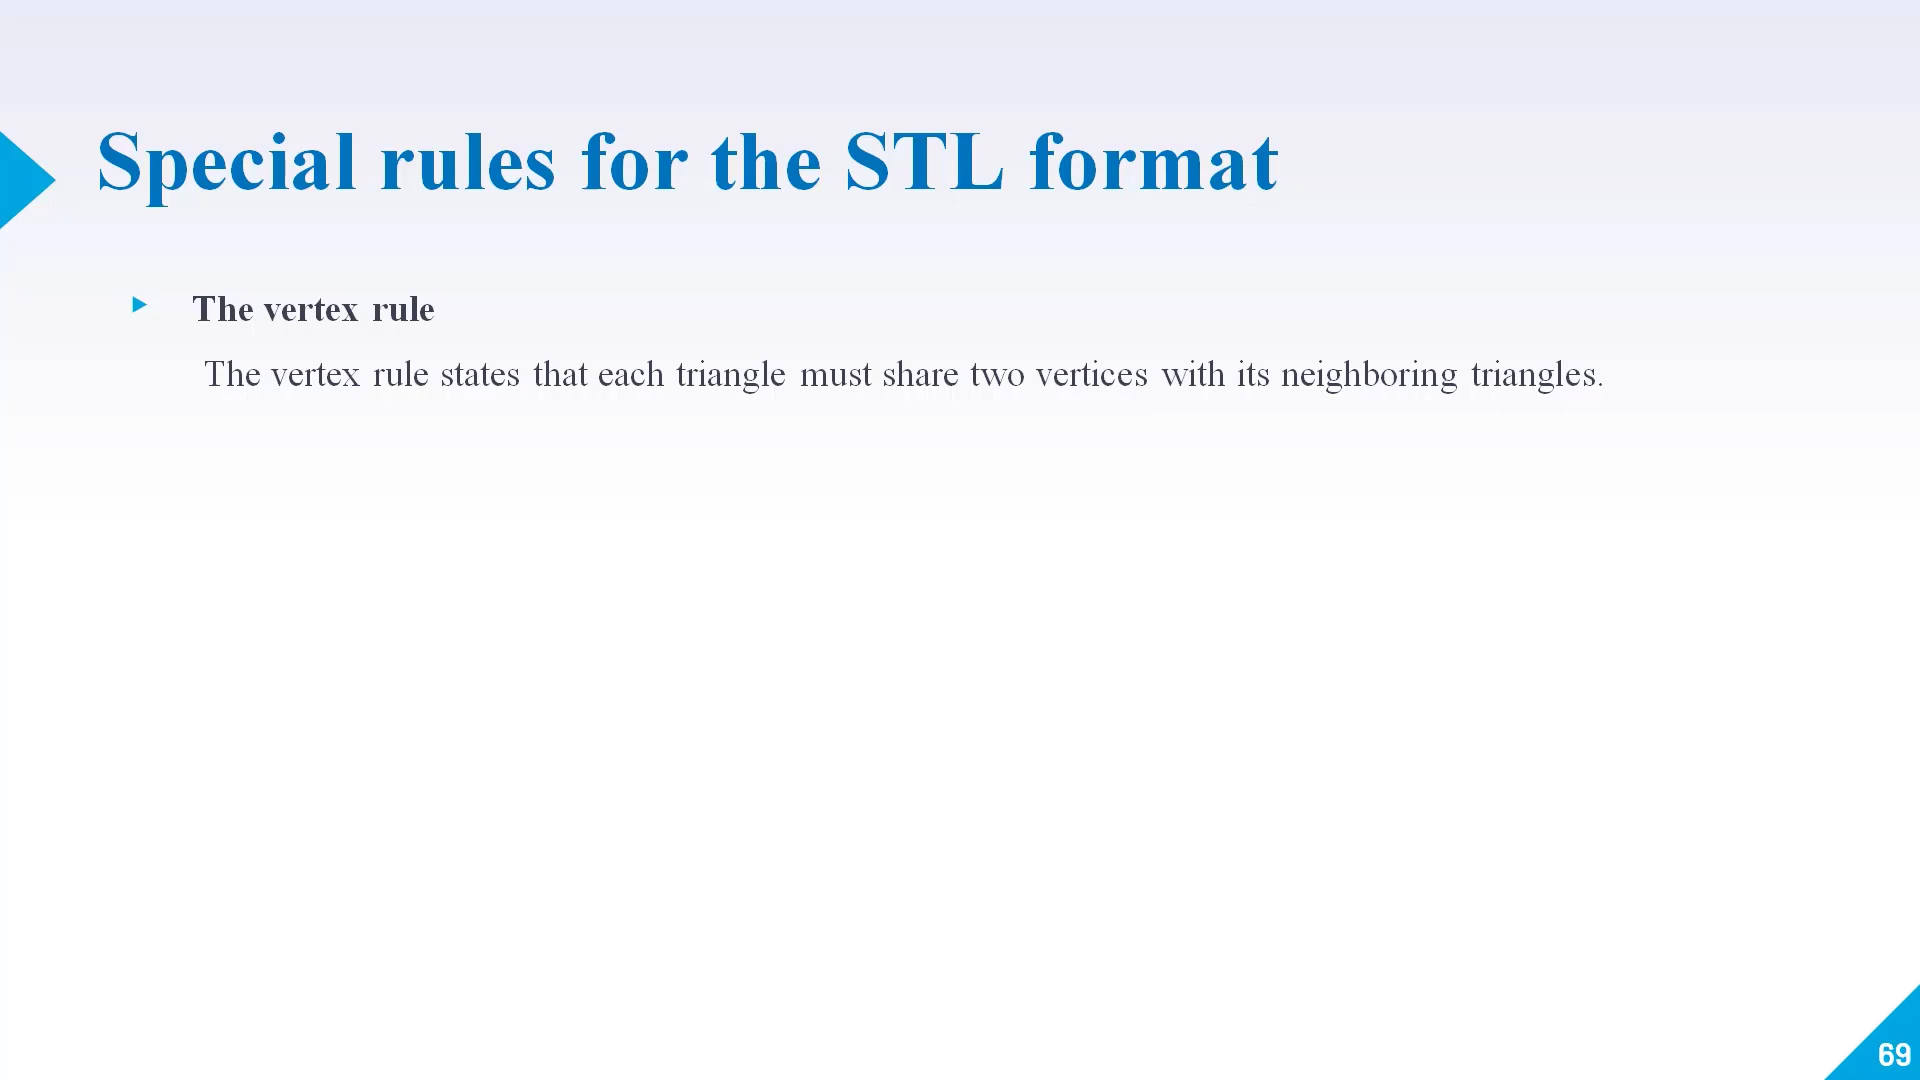 Special rules for the STL format
The vertex rule
The vertex rule states that each triangle must share two vertices with its neighboring triangles.
69